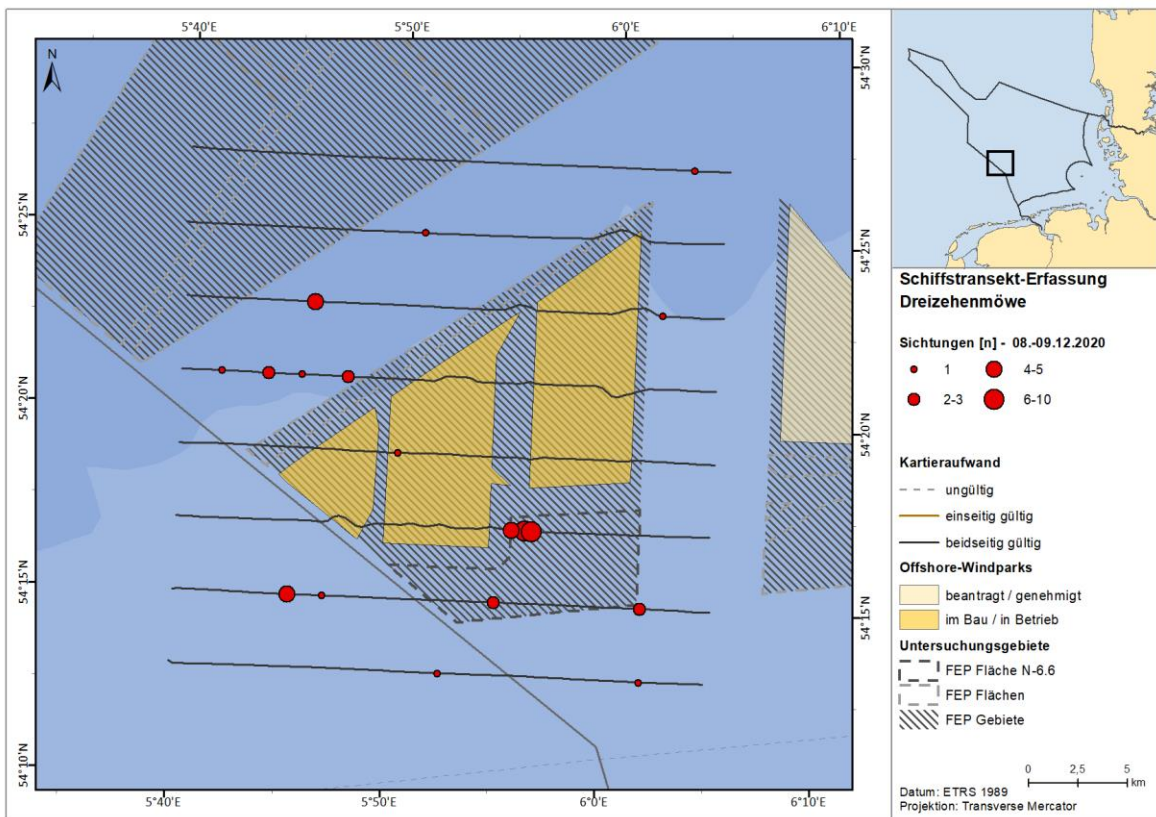 5°40'E
5°50'E
6°0'E
6°10'E
N
54°30'N
54°25'N
54°25'N
54°20'N
54°20'N
54°15'N
54°15'N
54°10'N
5°40'E
5°50'E
6°0'E
6°10'E
Schiffstransekt-Erfassung
Dreizehenmöwe
Sichtungen [n] - 08.-09.12.2020
1
4-5
2-3
6-10
Kartieraufwand
ungültig
einseitig gültig
beidseitig gültig
Offshore-Windparks
beantragt / genehmigt
im Bau / in Betrieb
Untersuchungsgebiete
FEP Fläche N-6.6
FEP Flächen
FEP Gebiete
0 2,5 5
km
Datum: ETRS 1989
Projektion: Transverse Mercator